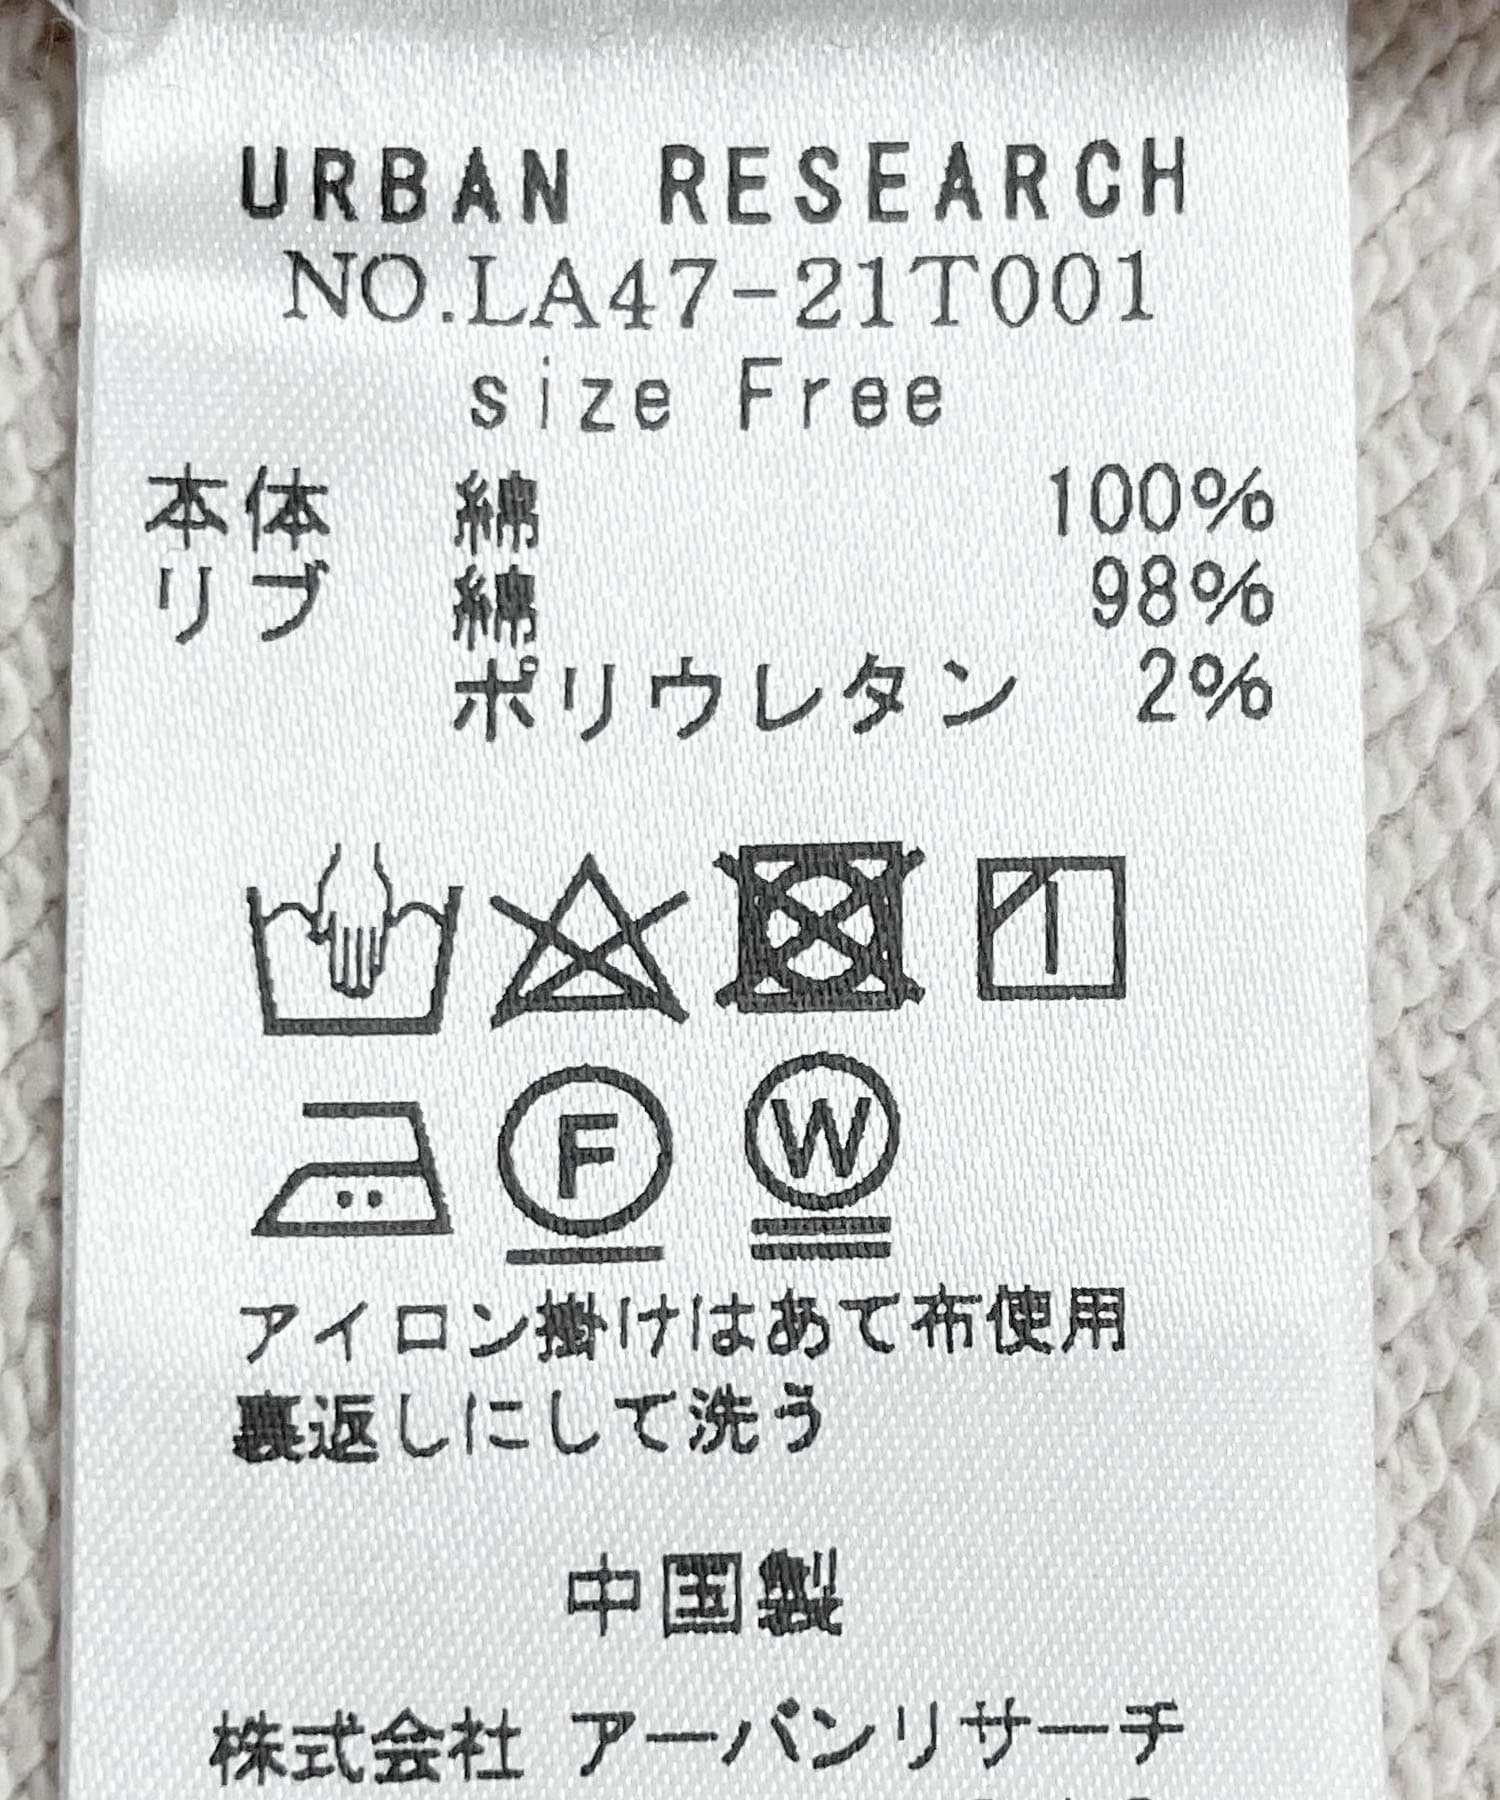 URBAN RESEARCH
NO.LA47-21T001
size Free
本体 綿 100%
リブ 綿 98%
ポリウレタン 2%
F W
アイロン掛けはあて布使用
裏返しにして洗う
中国製
株式会社 アーバンリサーチ